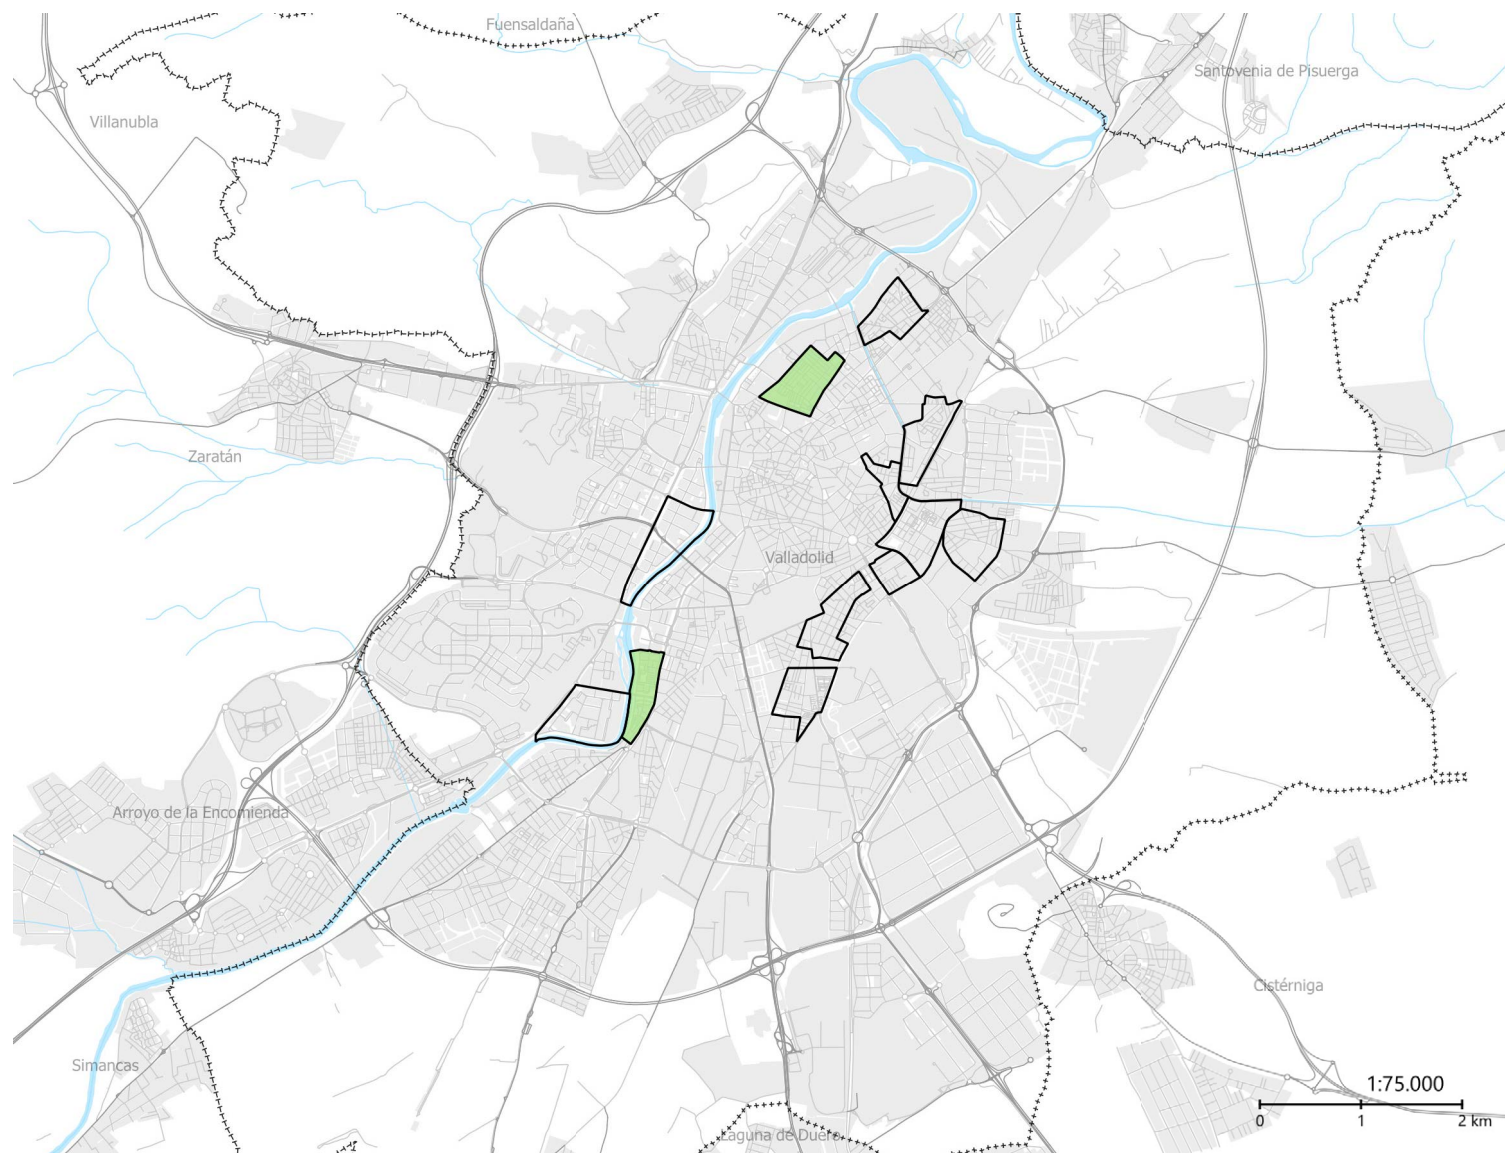 Fuensaldaña
Santovenia de Pisuerga
Villanubla
Zaratán
Valladolid
Arroyo de la Encomienda
Cistérniga
Simancas
1:75.000
0 1 2 km
Laguna de Duero